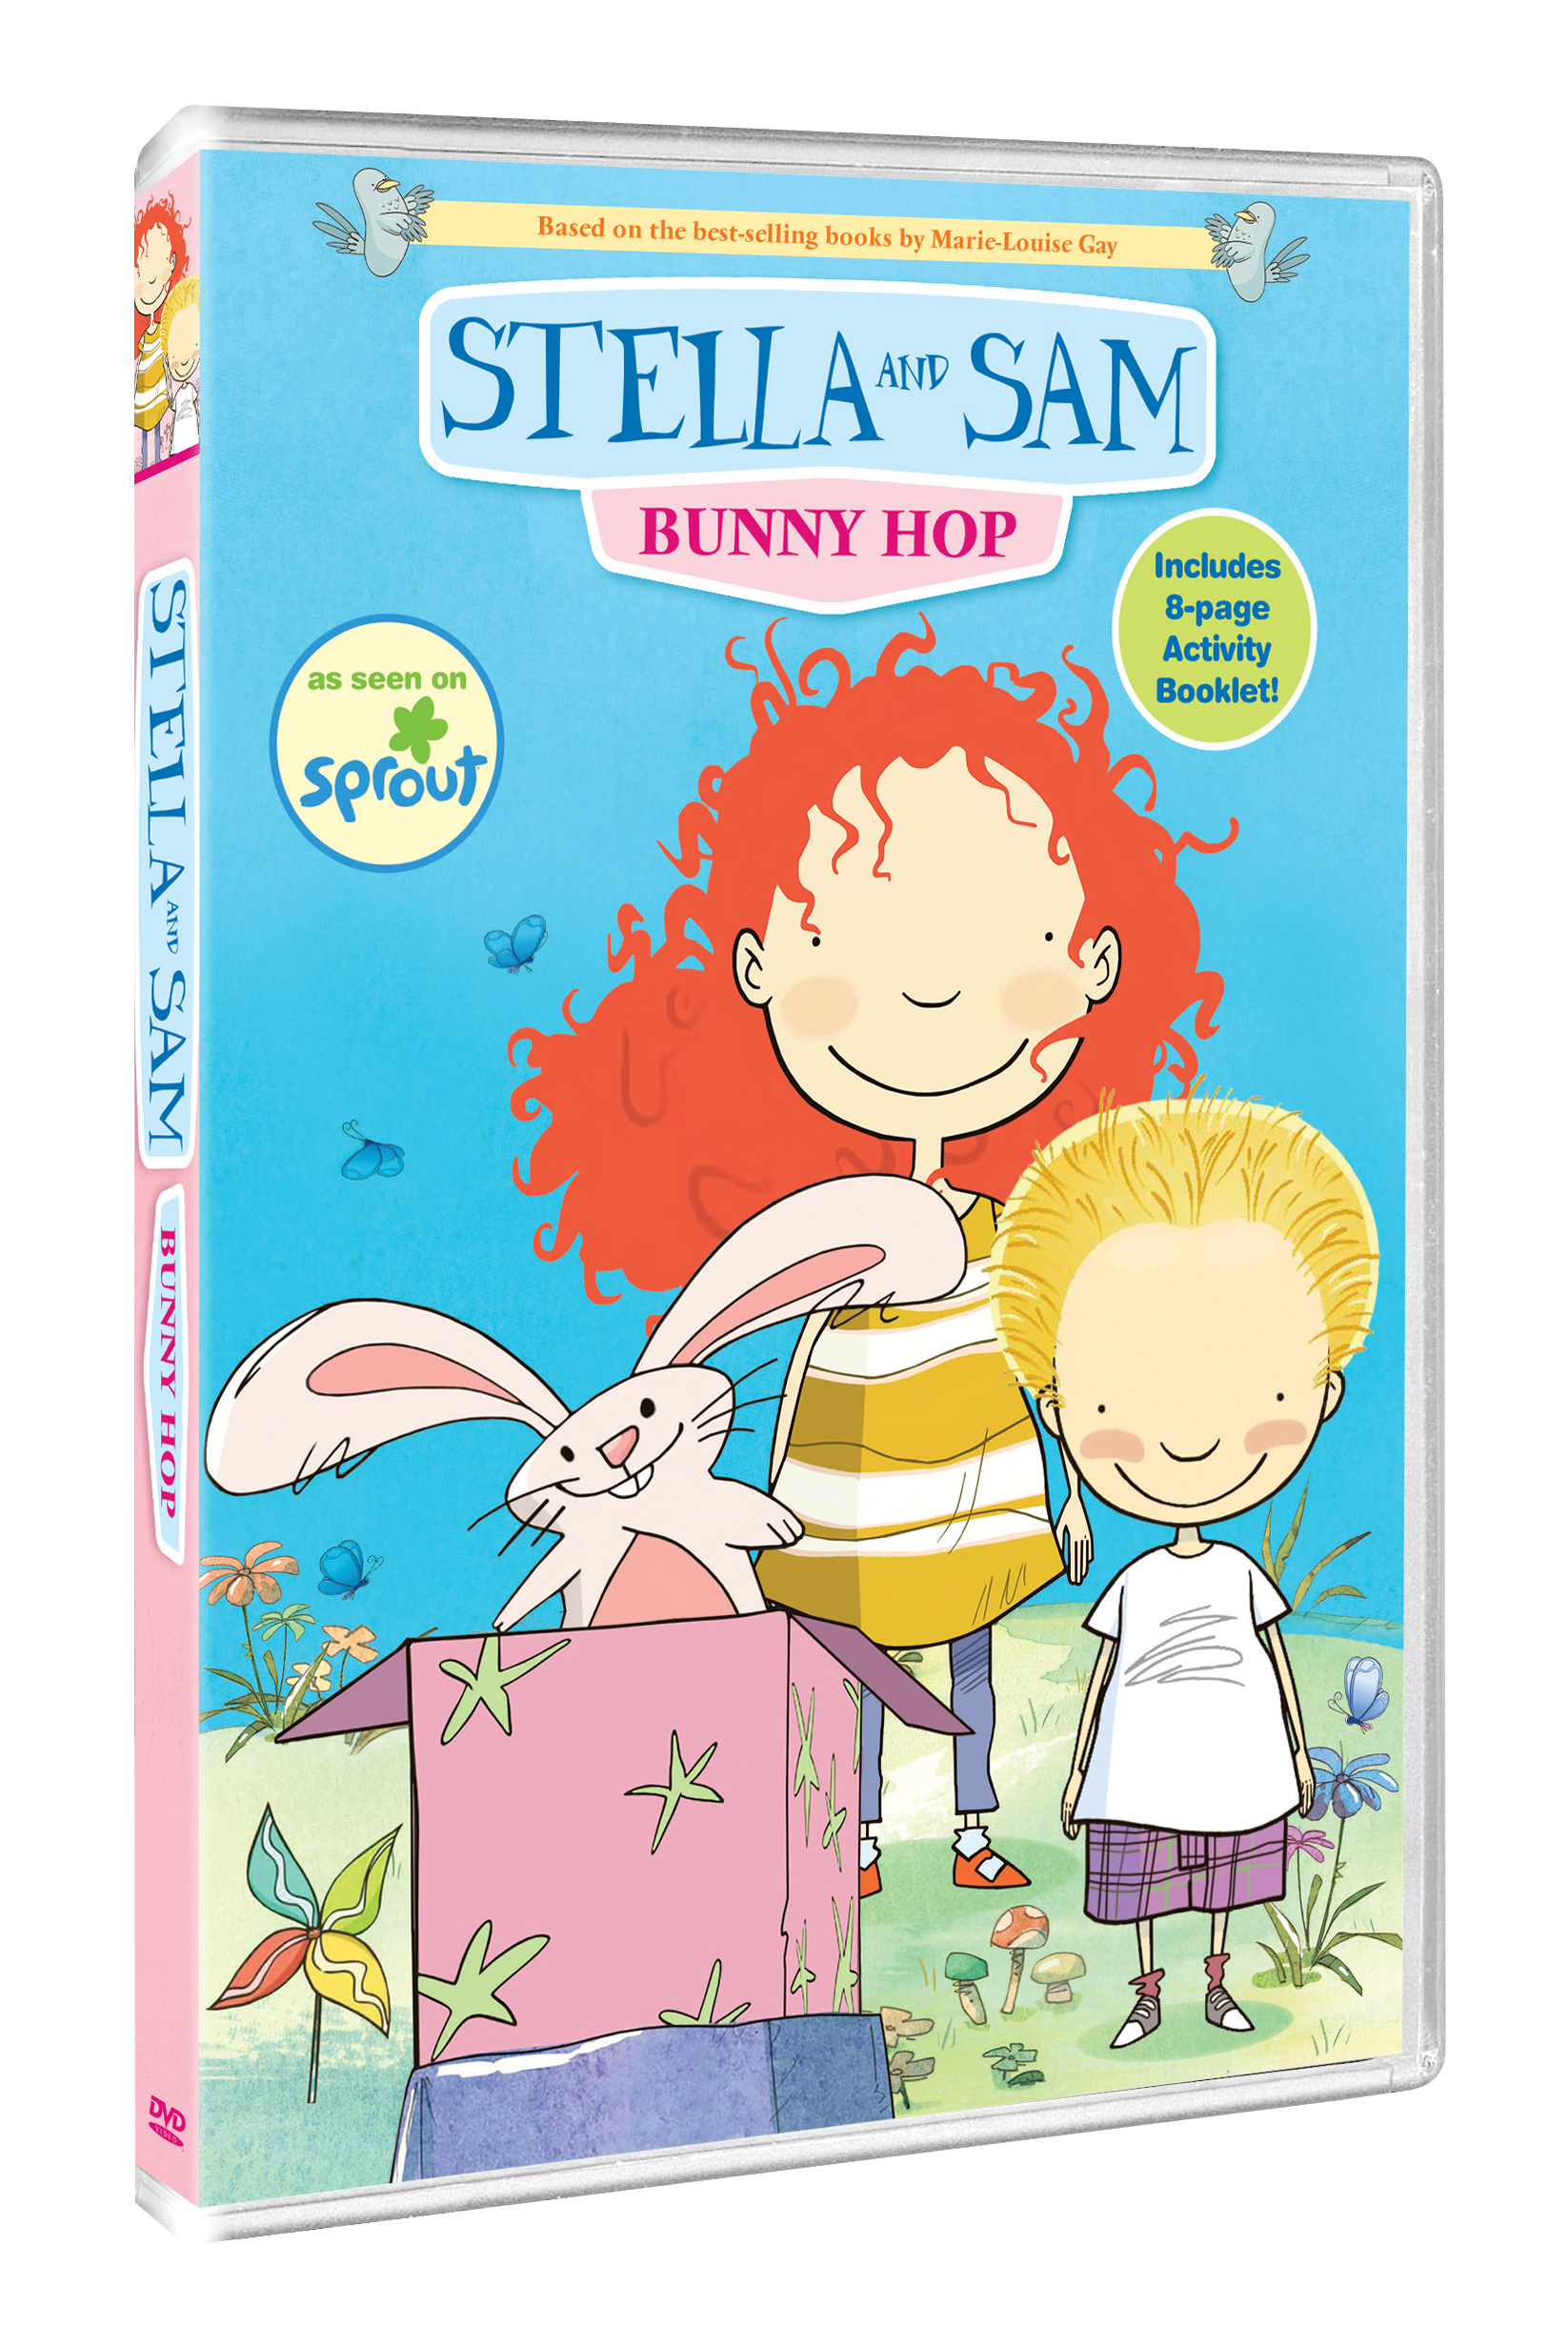 Based on the best-selling books by Marie-Louise Gay
STELLA AND SAM
BUNNY HOP
Includes
8-page
Activity
Booklet!
as seen on
sprout
STELLA AND SAM
BUNNY HOP
DVD
VIDEO